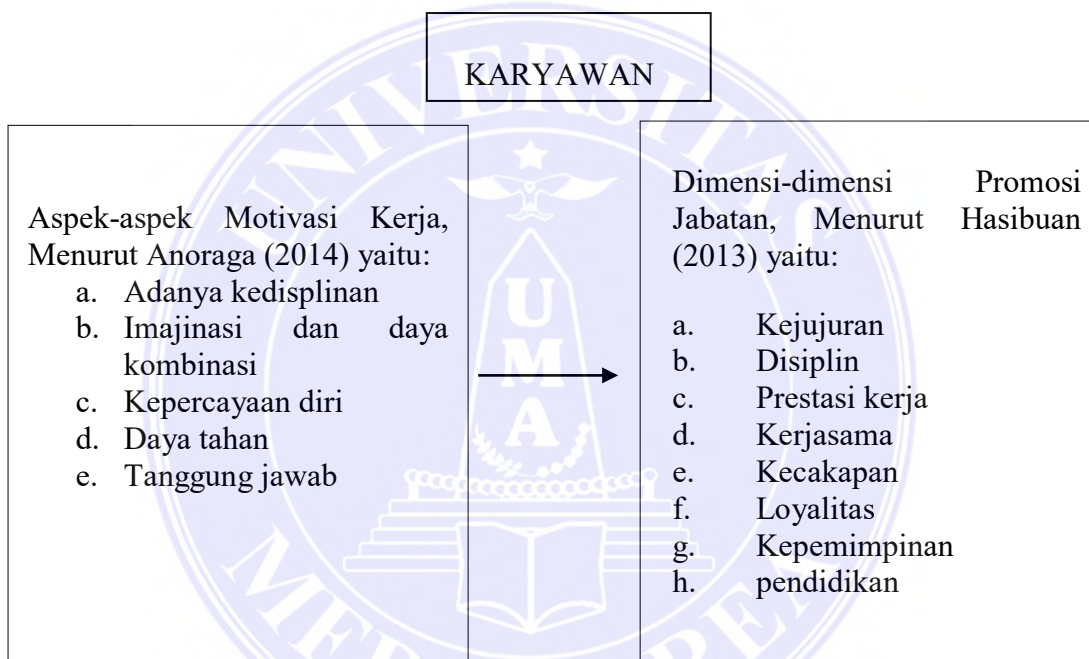 KARYAWAN
Aspek-aspek Motivasi Kerja,
Menurut Anoraga (2014) yaitu:
a. Adanya kedisplinan
b. Imajinasi dan daya
kombinasi
c. Kepercayaan diri
d. Daya tahan
e. Tanggung jawab
Dimensi-dimensi Promosi
Jabatan, Menurut Hasibuan
(2013) yaitu:
a. Kejujuran
b. Disiplin
c. Prestasi kerja
d. Kerjasama
e. Kecakapan
f. Loyalitas
g. Kepemimpinan
h. pendidikan
UNIVERSITAS
UMA